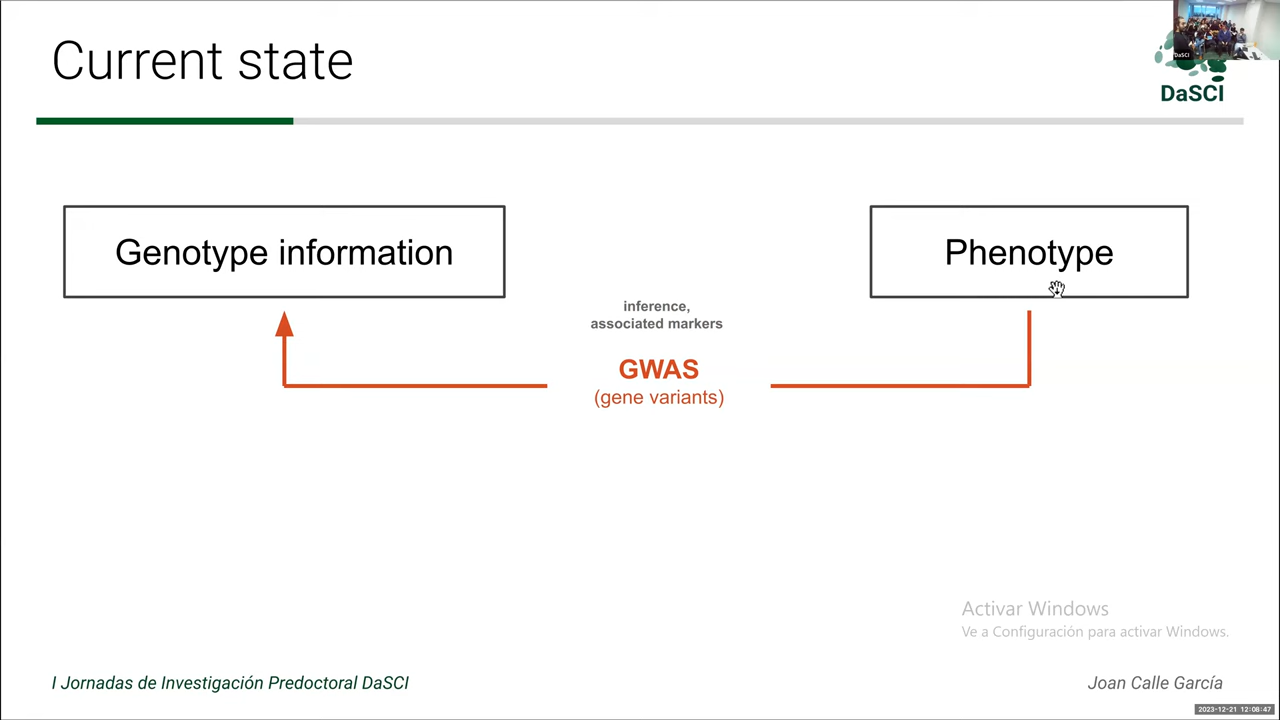 Current state
DaSCI
DaSCI
Genotype information
Phenotype
inference,
associated markers
GWAS
(gene variants)
Activar Windows
Ve a Configuración para activar Windows.
I Jornadas de Investigación Predoctoral DaSCI
Joan Calle García
2023-12-21 12:08:47